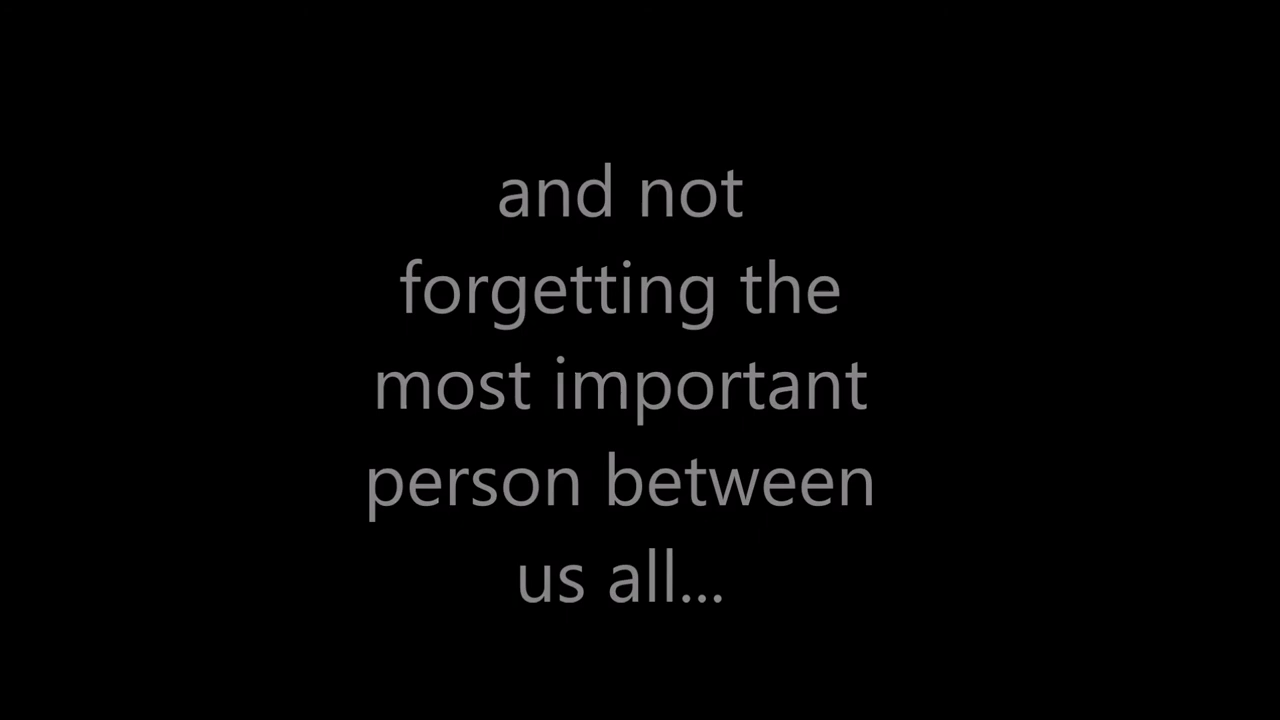 and not
forgetting the
most important
person between
us all...